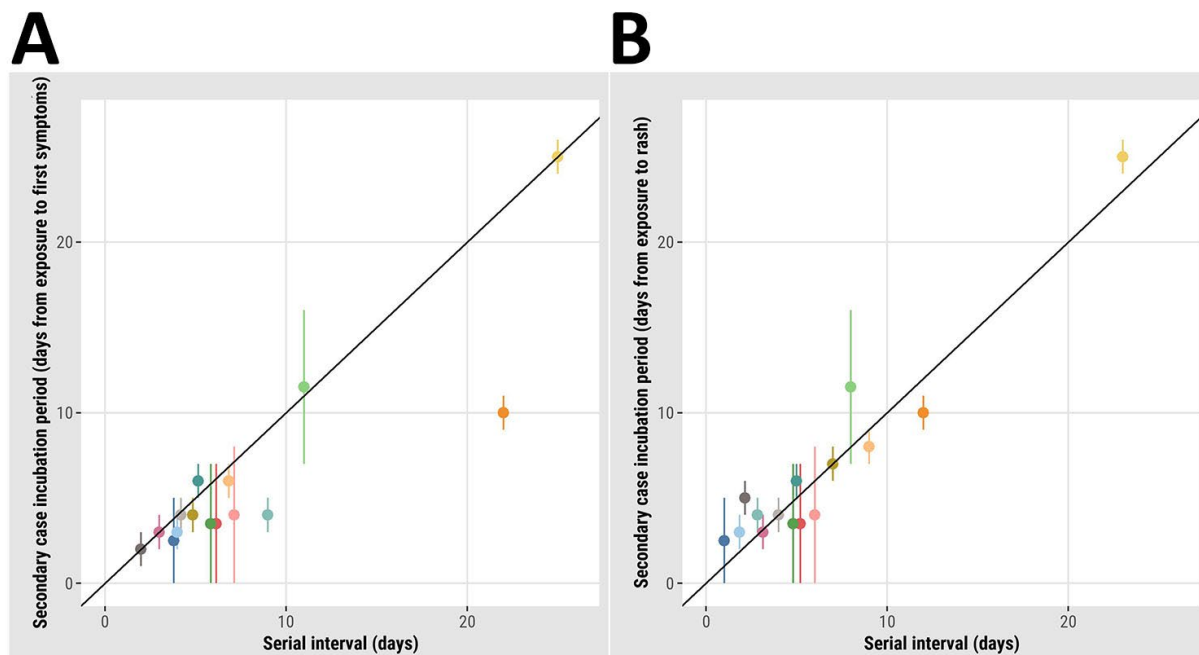 A
B
Secondary case incubation period (days from exposure to first symptoms)
20
10
0
0
10
20
Serial interval (days)
Secondary case incubation period (days from exposure to rash)
20
10
0
0
10
20
Serial interval (days)